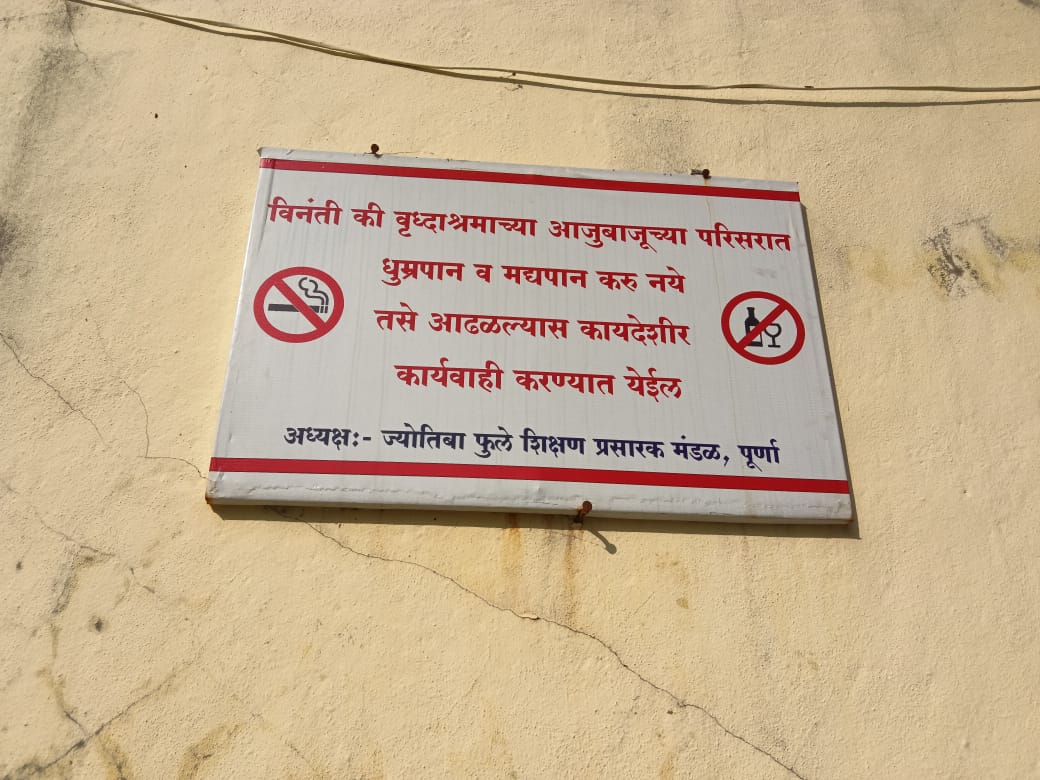 विनंती की वृध्दाश्रमाच्या आजुबाजूच्या परिसरात
धुम्रपान व मद्यपान करु नये
तसे आढळल्यास कायदेशीर
कार्यवाही करण्यात येईल
अध्यक्षः- ज्योतिबा फुले शिक्षण प्रसारक मंडळ, पूर्णा